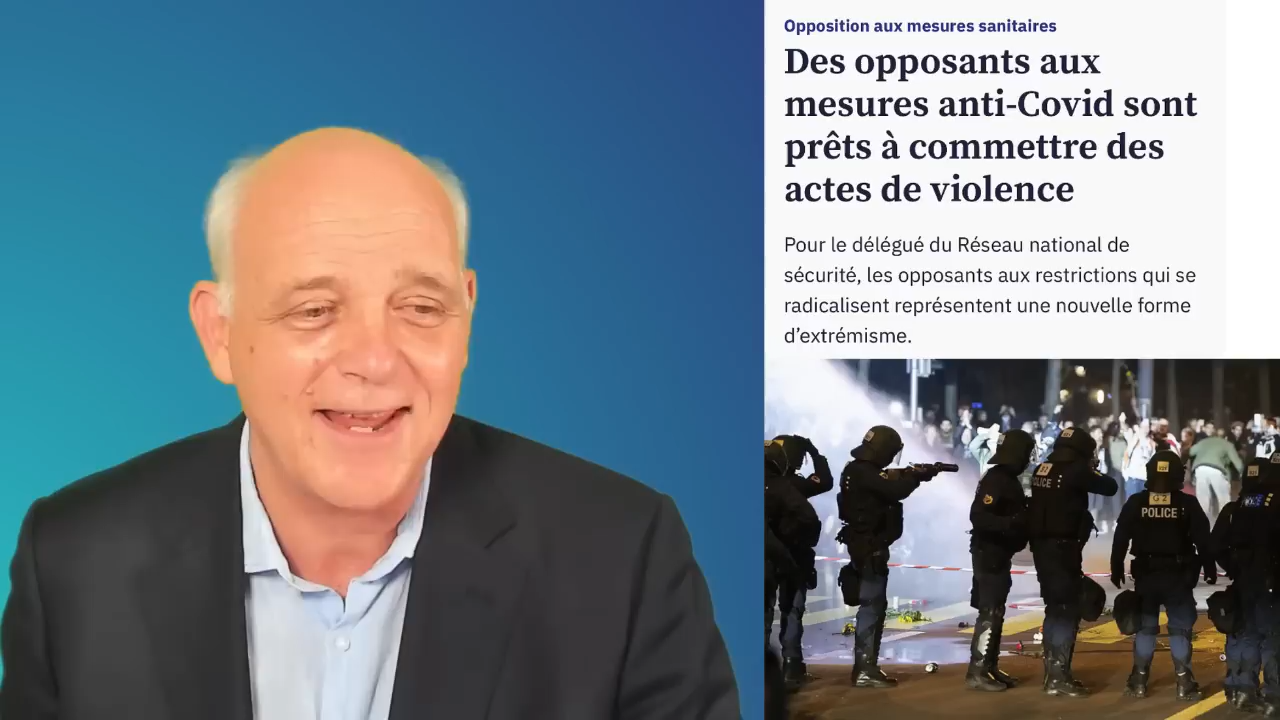 Opposition aux mesures sanitaires
Des opposants aux
mesures anti-Covid sont
prêts à commettre des
actes de violence
Pour le délégué du Réseau national de
sécurité, les opposants aux restrictions qui se
radicalisent représentent une nouvelle forme
d’extrémisme.
POLICE
POLICE